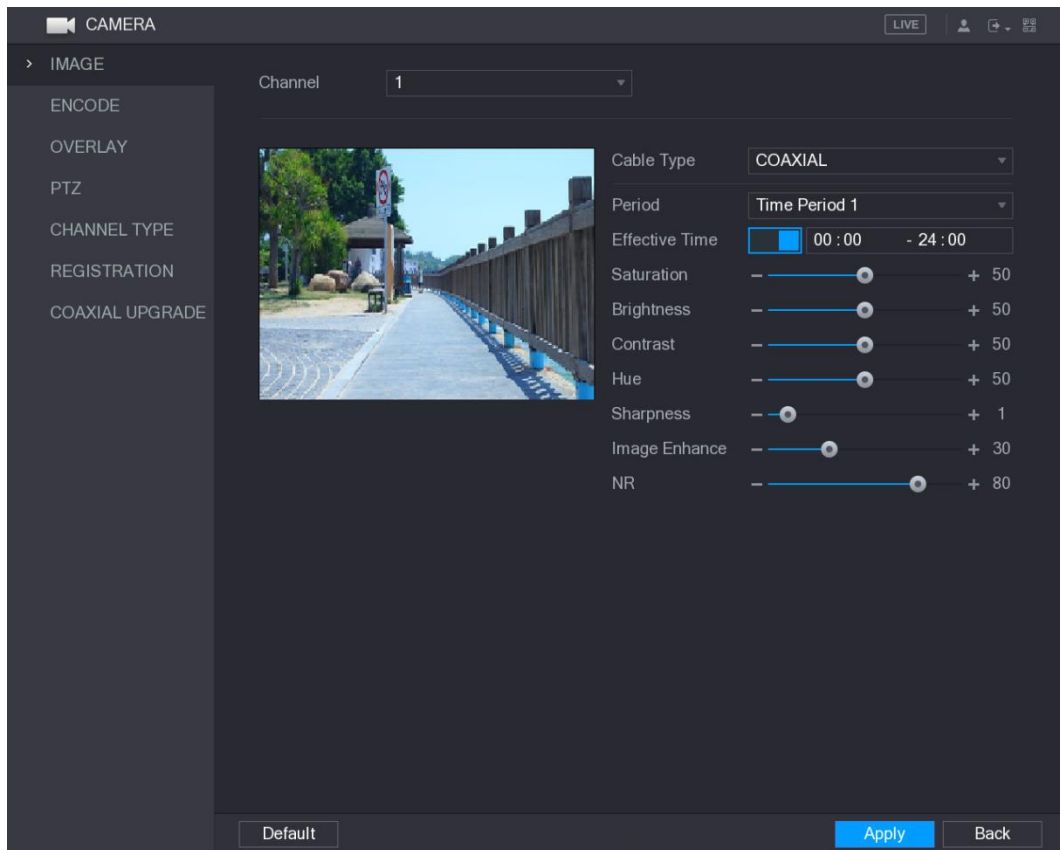 CAMERA
LIVE
IMAGE
ENCODE
OVERLAY
PTZ
CHANNEL TYPE
REGISTRATION
COAXIAL UPGRADE
Channel 1
Cable Type COAXIAL
Period Time Period 1
Effective Time 00 : 00 - 24 : 00
Saturation − + 50
Brightness − + 50
Contrast − + 50
Hue − + 50
Sharpness − + 1
Image Enhance − + 30
NR − + 80
Default
Apply
Back